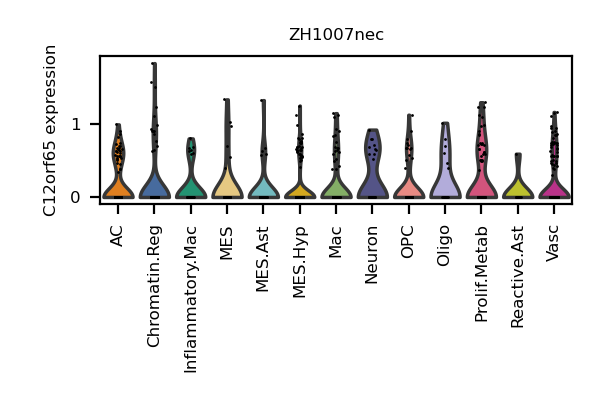 ZH1007nec
C12orf65 expression
1
0
AC
Chromatin.Reg
Inflammatory.Mac
MES
MES.Ast
MES.Hyp
Mac
Neuron
OPC
Oligo
Prolif.Metab
Reactive.Ast
Vasc